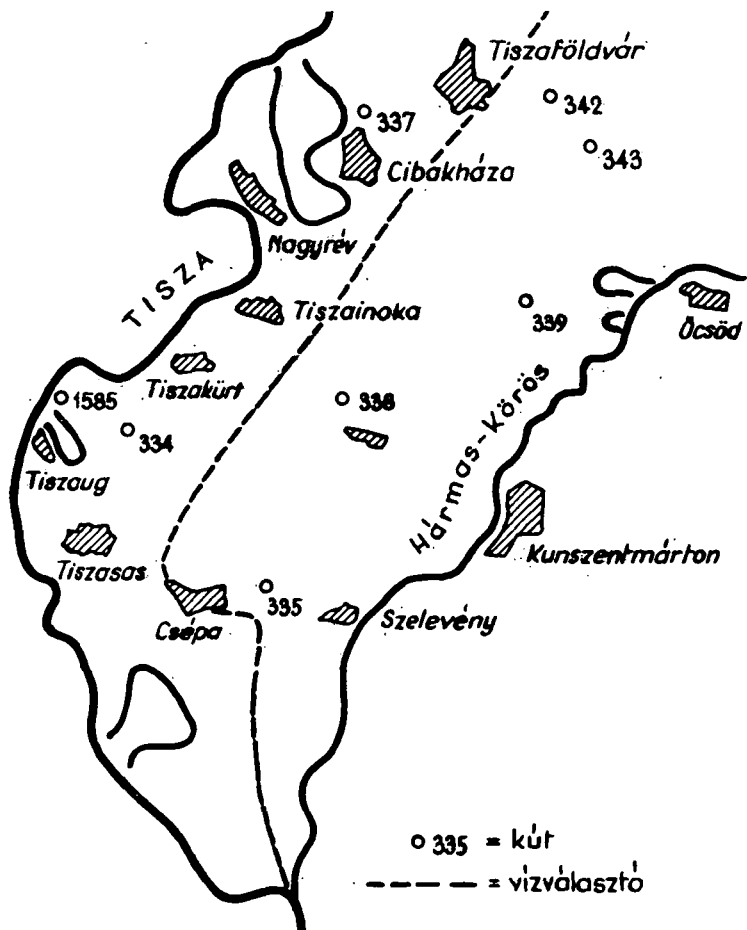 Tiszaföldvár
342
337
343
Cibakháza
Nagyrév
TISZA
Tiszainoka
339
Öcsöd
Tiszakürt
1585
338
334
Hármas-Körös
Tiszaug
Kunszentmárton
Tiszasas
335
Csépa
Szelevény
335 = kút
= vízválasztó